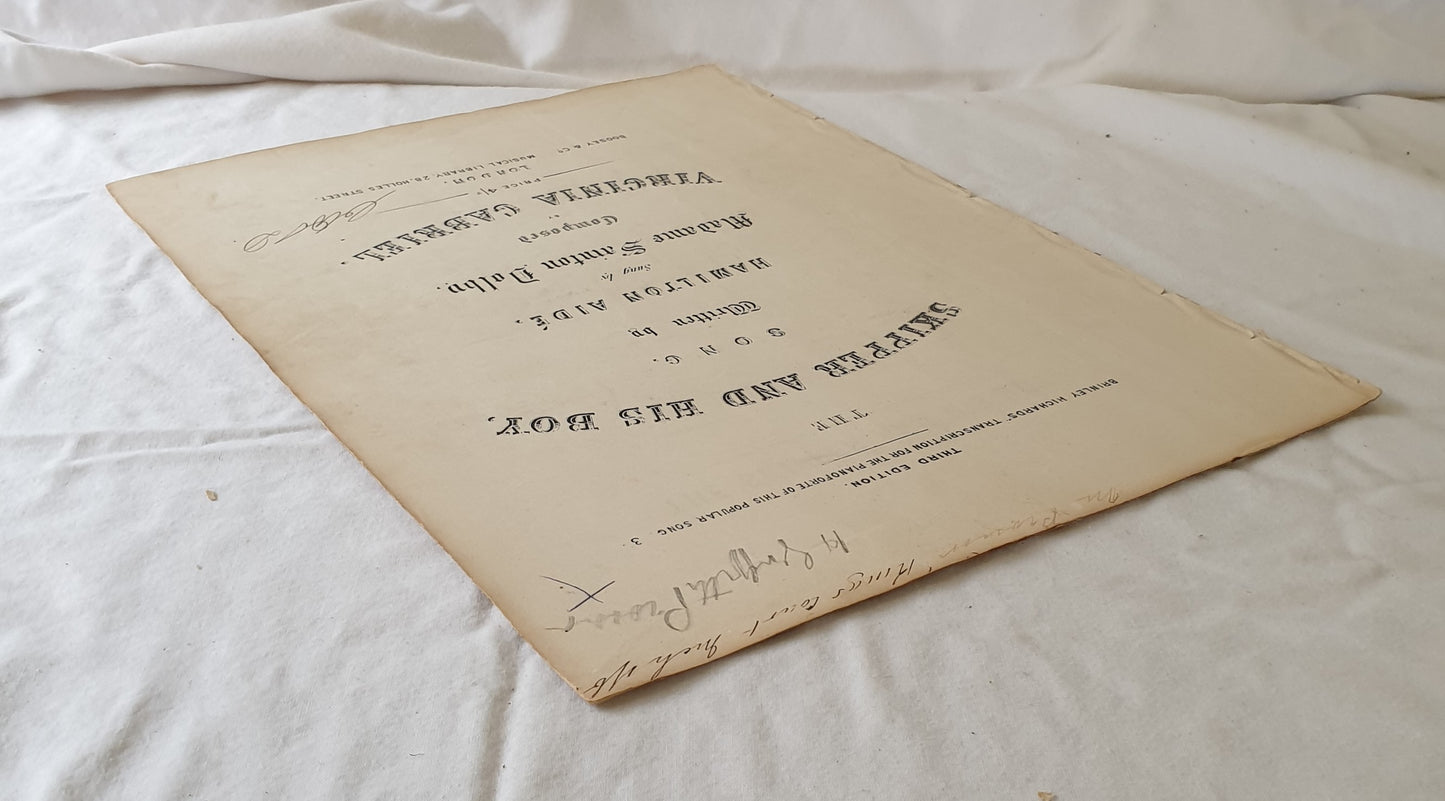 BRINLEY RICHARDS' TRANSCRIPTION FOR THE PIANOFORTE OF THIS POPULAR SONG. 3.
THIRD EDITION.
THE
SKIPPER AND HIS BOY.
SONG.
Written by
HAMILTON AIDÉ.
Sung by
Madame Sainton Dolby.
Composed
VIRGINIA GABRIEL.
PRICE 4/-
LONDON.
BOOSEY & Co. MUSICAL LIBRARY 28, HOLLES STREET.